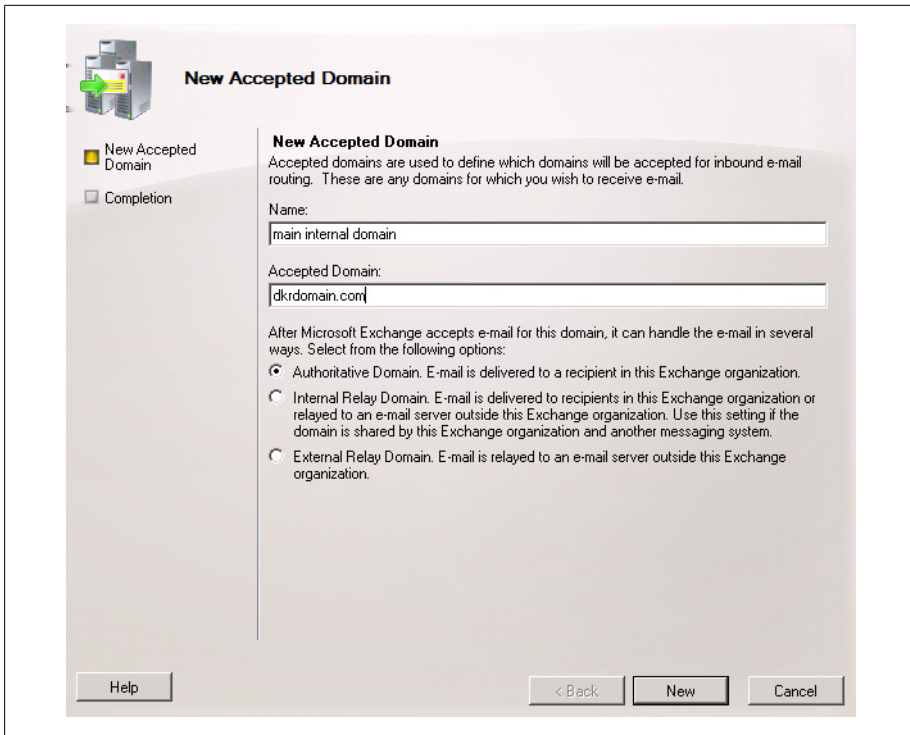 New Accepted Domain
New Accepted
Domain
Completion
New Accepted Domain
Accepted domains are used to define which domains will be accepted for inbound e-mail
routing. These are any domains for which you wish to receive e-mail.
Name:
main internal domain
Accepted Domain:
dkrdomain.com
After Microsoft Exchange accepts e-mail for this domain, it can handle the e-mail in several
ways. Select from the following options:
Authoritative Domain. E-mail is delivered to a recipient in this Exchange organization.
Internal Relay Domain. E-mail is delivered to recipients in this Exchange organization or
relayed to an e-mail server outside this Exchange organization. Use this setting if the
domain is shared by this Exchange organization and another messaging system.
External Relay Domain. E-mail is relayed to an e-mail server outside this Exchange
organization.
Help
< Back
New
Cancel